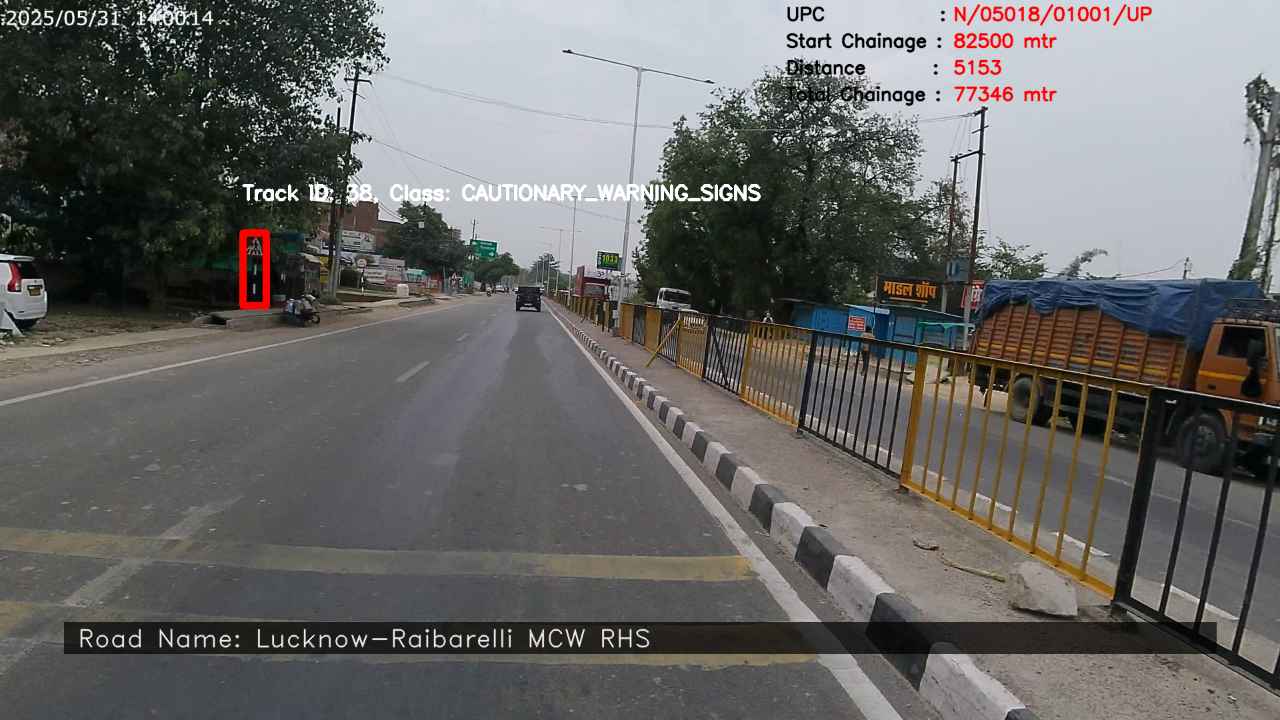 2025/05/31 14:00:14
UPC : N/05018/01001/UP
Start Chainage : 82500 mtr
Distance : 5153
Total Chainage : 77346 mtr
Track ID: 38, Class: CAUTIONARY_WARNING_SIGNS
माडल शॉप
Road Name: Lucknow-Raibarelli MCW RHS